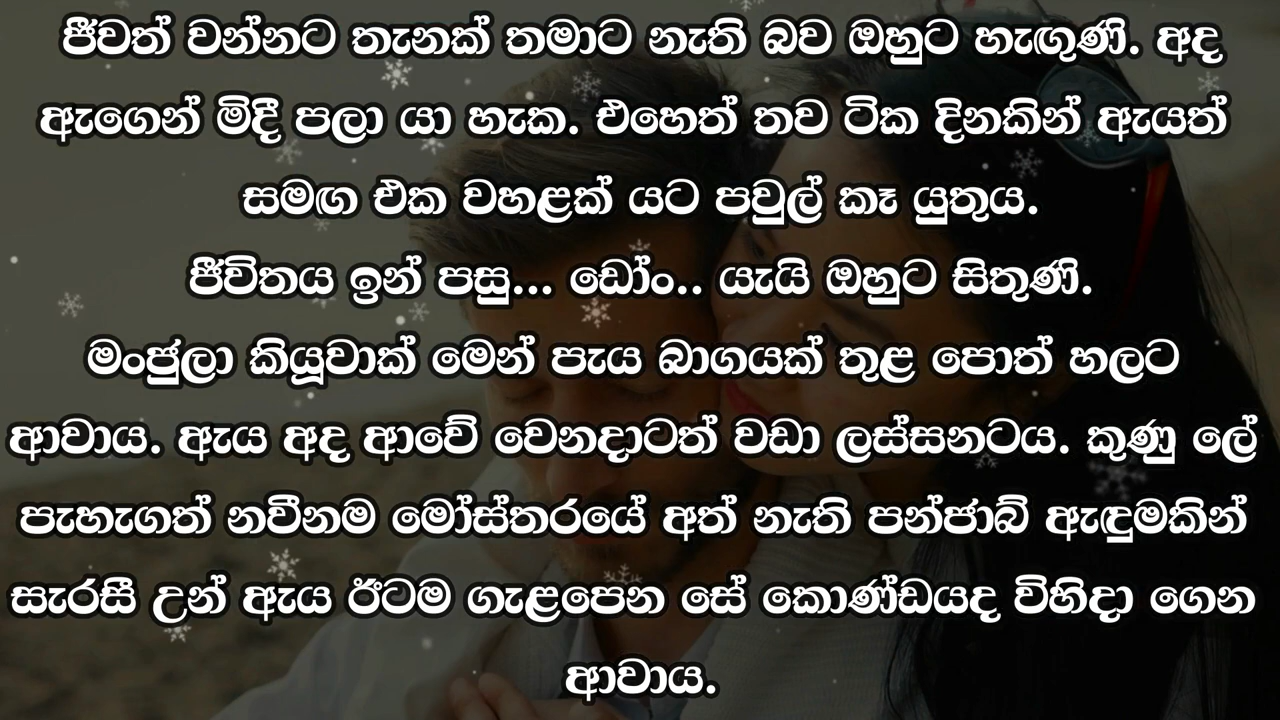 ජීවත් වන්නට තැනක් තමාට නැති බව ඔහුට හැඟුණි. අද
ඇගෙන් මිදී පලා යා හැක. එහෙත් තව ටික දිනකින් ඇයත්
සමඟ එක වහළක් යට පවුල් කෑ යුතුය.
ජීවිතය ඉන් පසු... ඩෝං.. යැයි ඔහුට සිතුණි.
මංජුලා කියූවාක් මෙන් පැය බාගයක් තුළ පොත් හලට
ආවාය. ඇය අද ආවේ වෙනදාටත් වඩා ලස්සනටය. කුණු ලේ
පැහැගත් නවීනම මෝස්තරයේ අත් නැති පන්ජාබ් ඇඳුමකින්
සැරසී උන් ඇය ඊටම ගැළපෙන සේ කොණ්ඩයද විහිදා ගෙන
ආවාය.